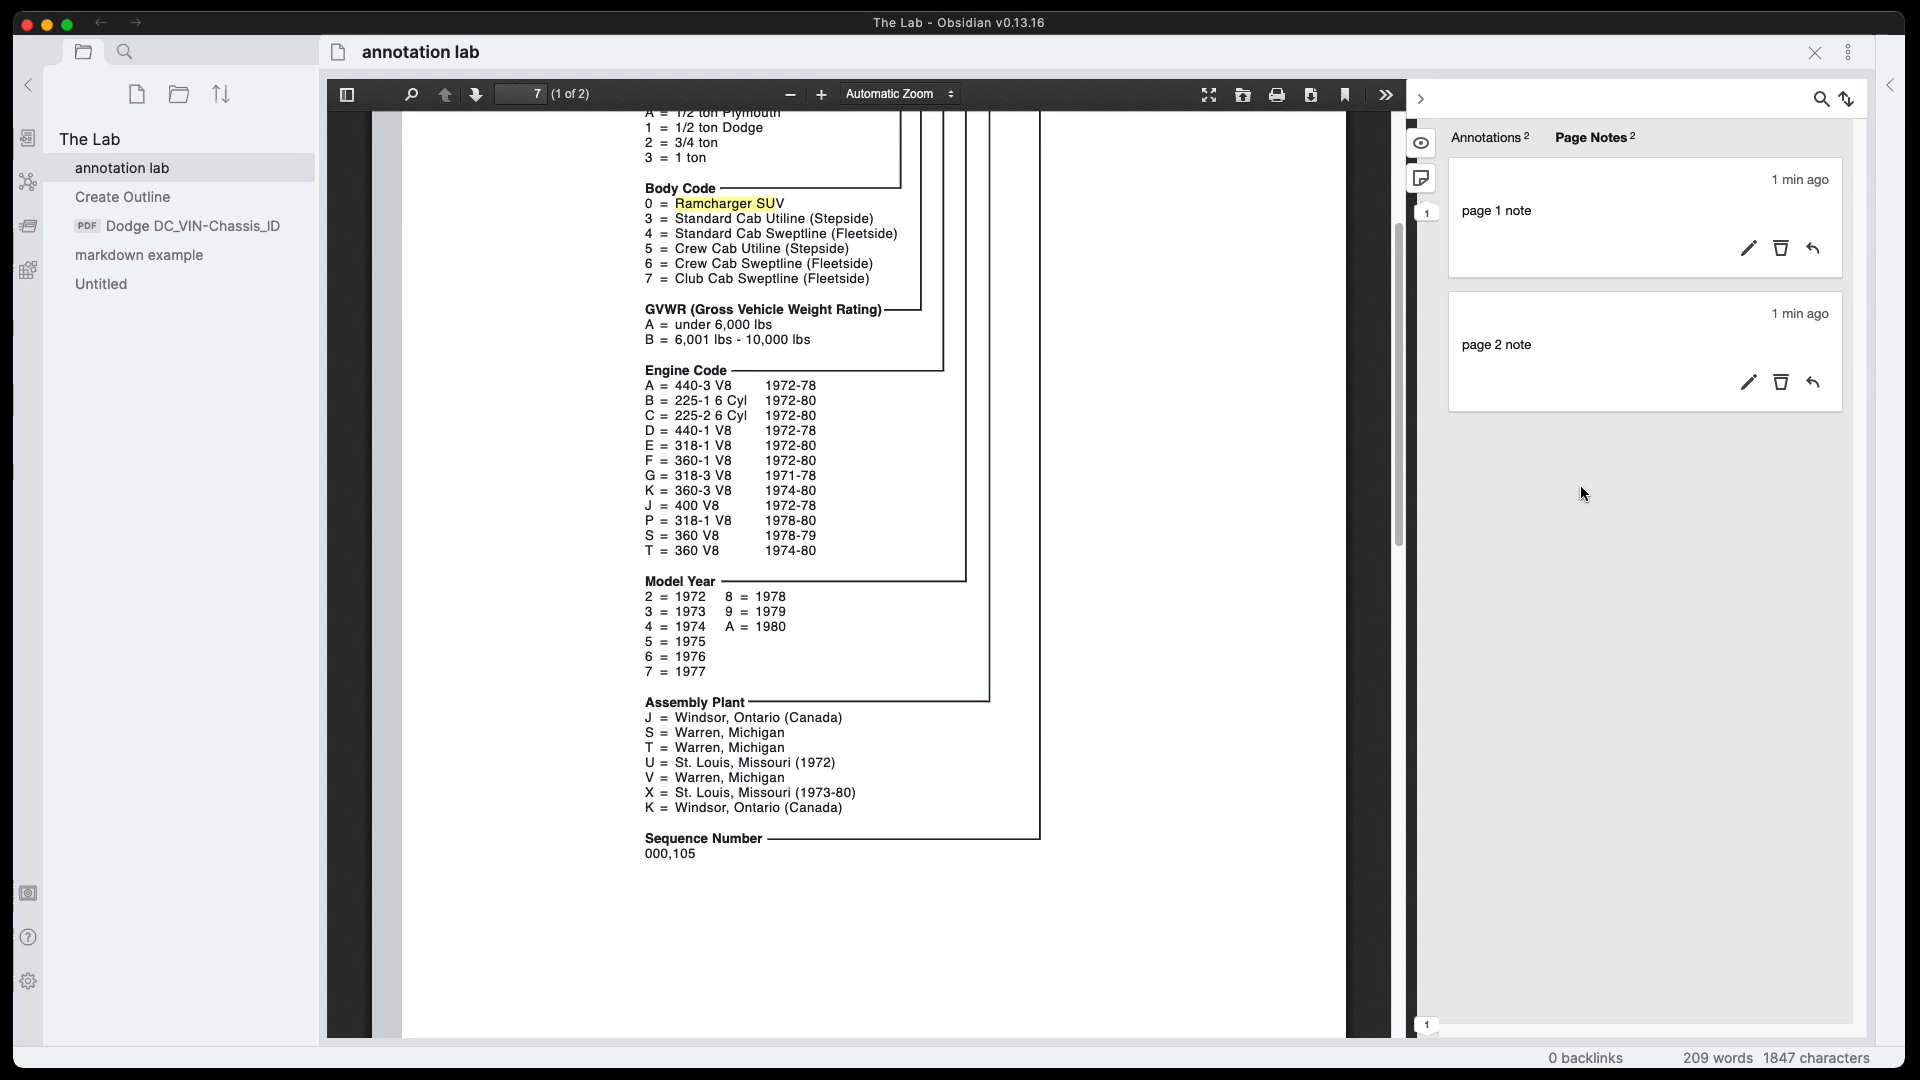 The Lab - Obsidian v0.13.16
annotation lab
The Lab
annotation lab
Create Outline
PDF Dodge DC_VIN-Chassis_ID
markdown example
Untitled
7 (1 of 2)
Automatic Zoom
A = 1/2 ton Plymouth
1 = 1/2 ton Dodge
2 = 3/4 ton
3 = 1 ton
Body Code
0 = Ramcharger SUV
3 = Standard Cab Utiline (Stepside)
4 = Standard Cab Sweptline (Fleetside)
5 = Crew Cab Utiline (Stepside)
6 = Crew Cab Sweptline (Fleetside)
7 = Club Cab Sweptline (Fleetside)
GVWR (Gross Vehicle Weight Rating)
A = under 6,000 lbs
B = 6,001 lbs - 10,000 lbs
Engine Code
A = 440-3 V8 1972-78
B = 225-1 6 Cyl 1972-80
C = 225-2 6 Cyl 1972-80
D = 440-1 V8 1972-78
E = 318-1 V8 1972-80
F = 360-1 V8 1972-80
G = 318-3 V8 1971-78
K = 360-3 V8 1974-80
J = 400 V8 1972-78
P = 318-1 V8 1978-80
S = 360 V8 1978-79
T = 360 V8 1974-80
Model Year
2 = 1972 8 = 1978
3 = 1973 9 = 1979
4 = 1974 A = 1980
5 = 1975
6 = 1976
7 = 1977
Assembly Plant
J = Windsor, Ontario (Canada)
S = Warren, Michigan
T = Warren, Michigan
U = St. Louis, Missouri (1972)
V = Warren, Michigan
X = St. Louis, Missouri (1973-80)
K = Windsor, Ontario (Canada)
Sequence Number
000,105
Annotations 2 Page Notes 2
1
1 min ago
page 1 note
1 min ago
page 2 note
1
0 backlinks 209 words 1847 characters